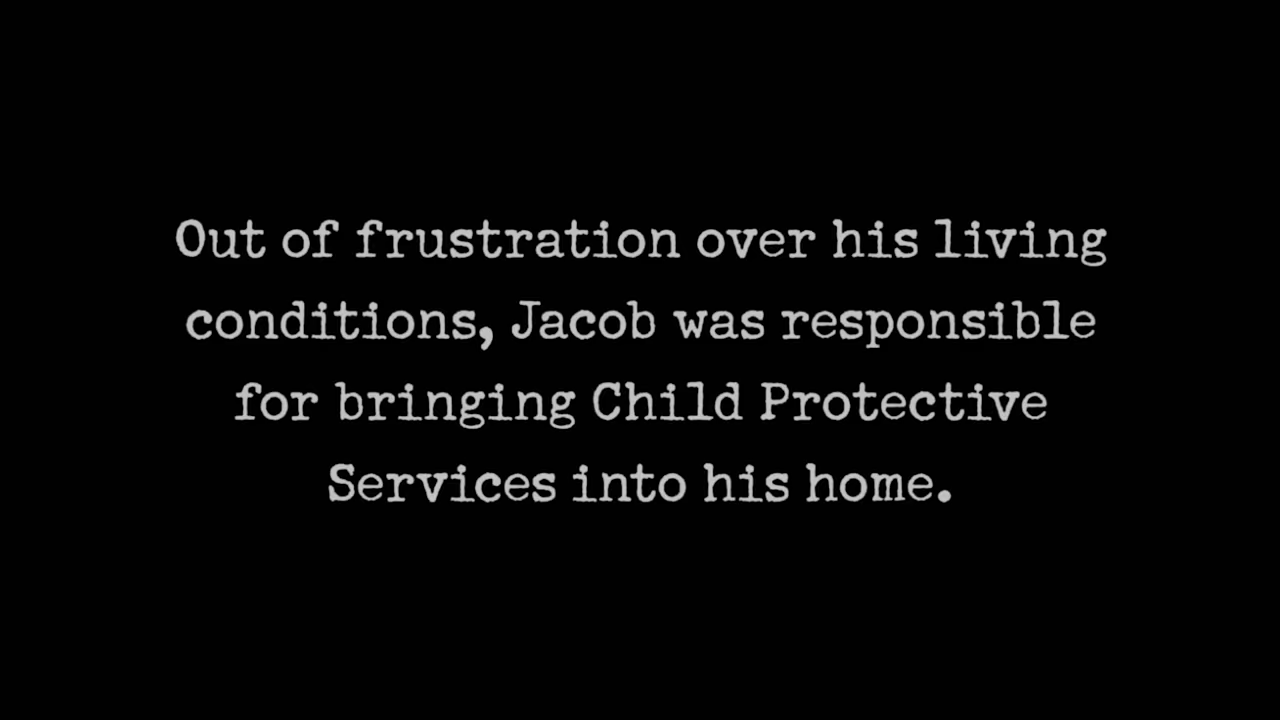 Out of frustration over his living
conditions, Jacob was responsible
for bringing Child Protective
Services into his home.